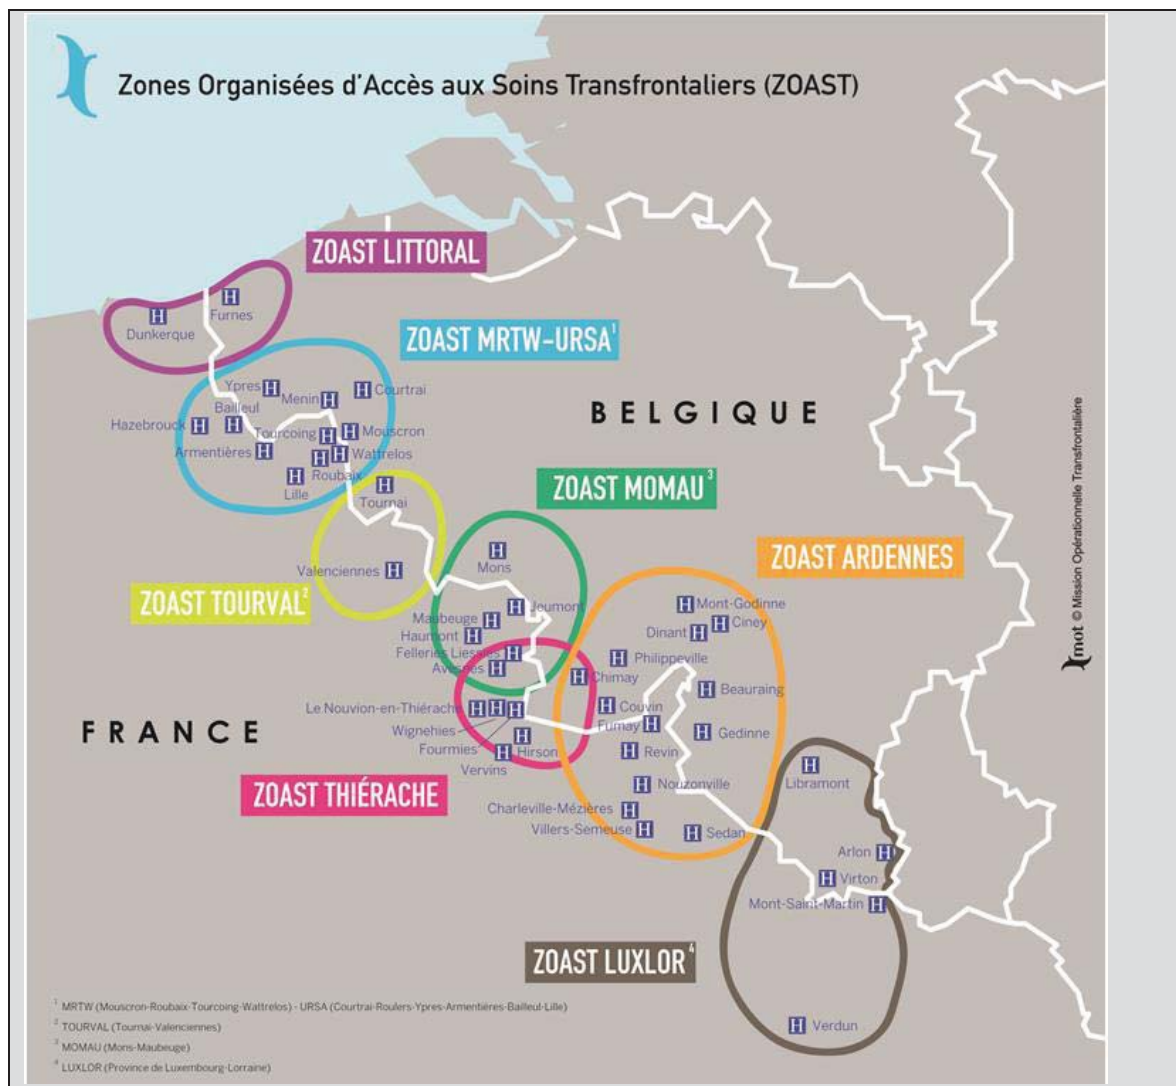 Zones Organisées d'Accès aux Soins Transfrontaliers (ZOAST)
ZOAST LITTORAL
Furnes
Dunkerque
ZOAST MRTW-URSA¹
Ypres
Courtrai
Menin
Bailleul
Hazebrouck
Tourcoing
Mouscron
Armentières
Wattrelos
Roubaix
Lille
BELGIQUE
Tournai
ZOAST MOMAU³
Mons
Valenciennes
ZOAST ARDENNES
ZOAST TOURVAL²
Jeumont
Mont-Godinne
Maubeuge
Ciney
Haumont
Dinant
Felleries Liessies
Philippeville
Avesnes
Chimay
Beauraing
Le Nouvion-en-Thiérache
Couvin
Wignehies
Fumay
Gedinne
FRANCE
Fourmies
Hirson
Revin
Vervins
Libramont
ZOAST THIÉRACHE
Nouzonville
Charleville-Mézières
Villers-Semeuse
Sedan
Arlon
Virton
Mont-Saint-Martin
ZOAST LUXLOR⁴
Verdun
mot © Mission Opérationnelle Transfrontalière
¹ MRTW (Mouscron-Roubaix-Tourcoing-Wattrelos) - URSA (Courtrai-Roulers-Ypres-Armentières-Bailleul-Lille)
² TOURVAL (Tournai-Valenciennes)
³ MOMAU (Mons-Maubeuge)
⁴ LUXLOR (Province de Luxembourg-Lorraine)